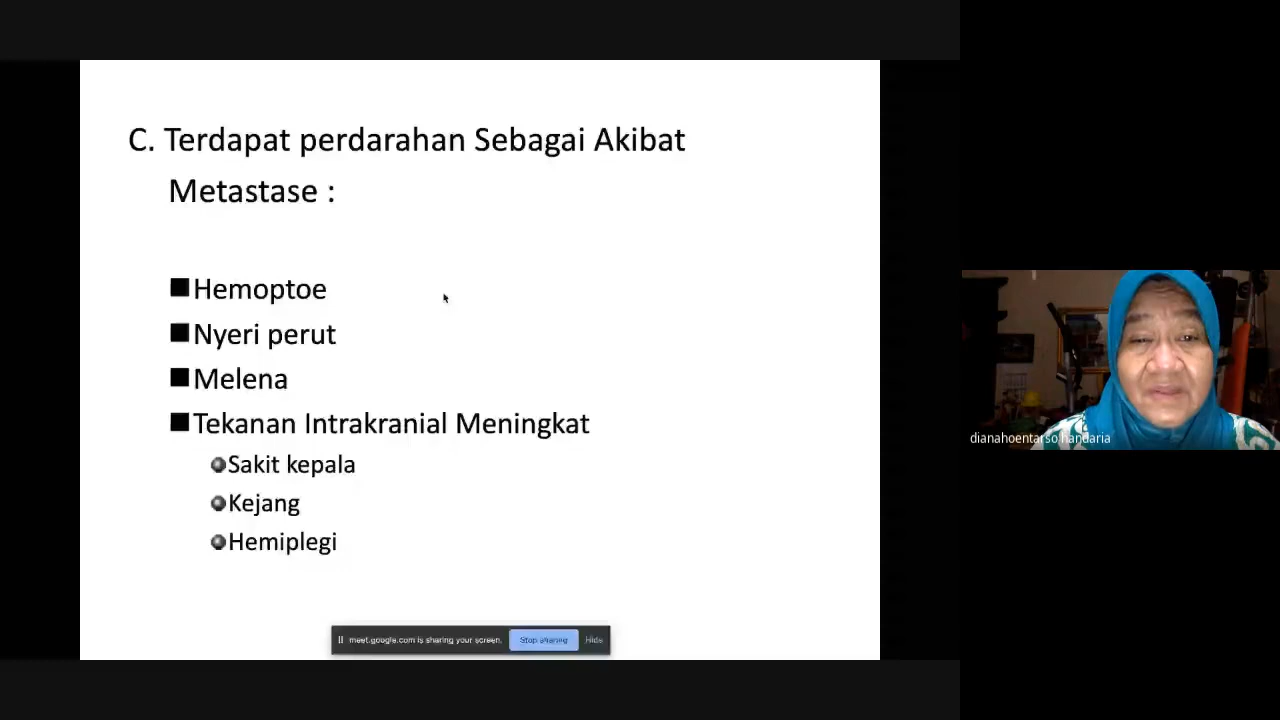 C. Terdapat perdarahan Sebagai Akibat
Metastase :
Hemoptoe
Nyeri perut
Melena
Tekanan Intrakranial Meningkat
Sakit kepala
Kejang
Hemiplegi
meet.google.com is sharing your screen.
Stop sharing
Hide
dianahoentarso handaria